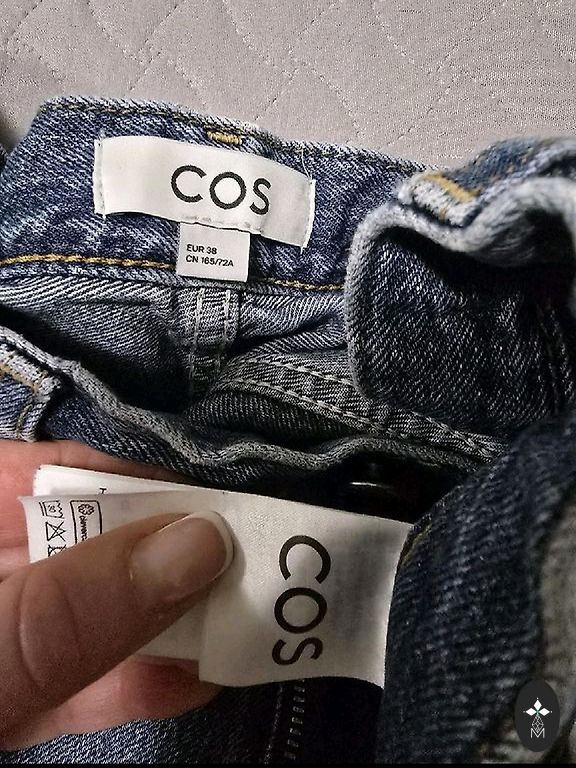 COS
EUR 38
CN 165/72A
COS
M